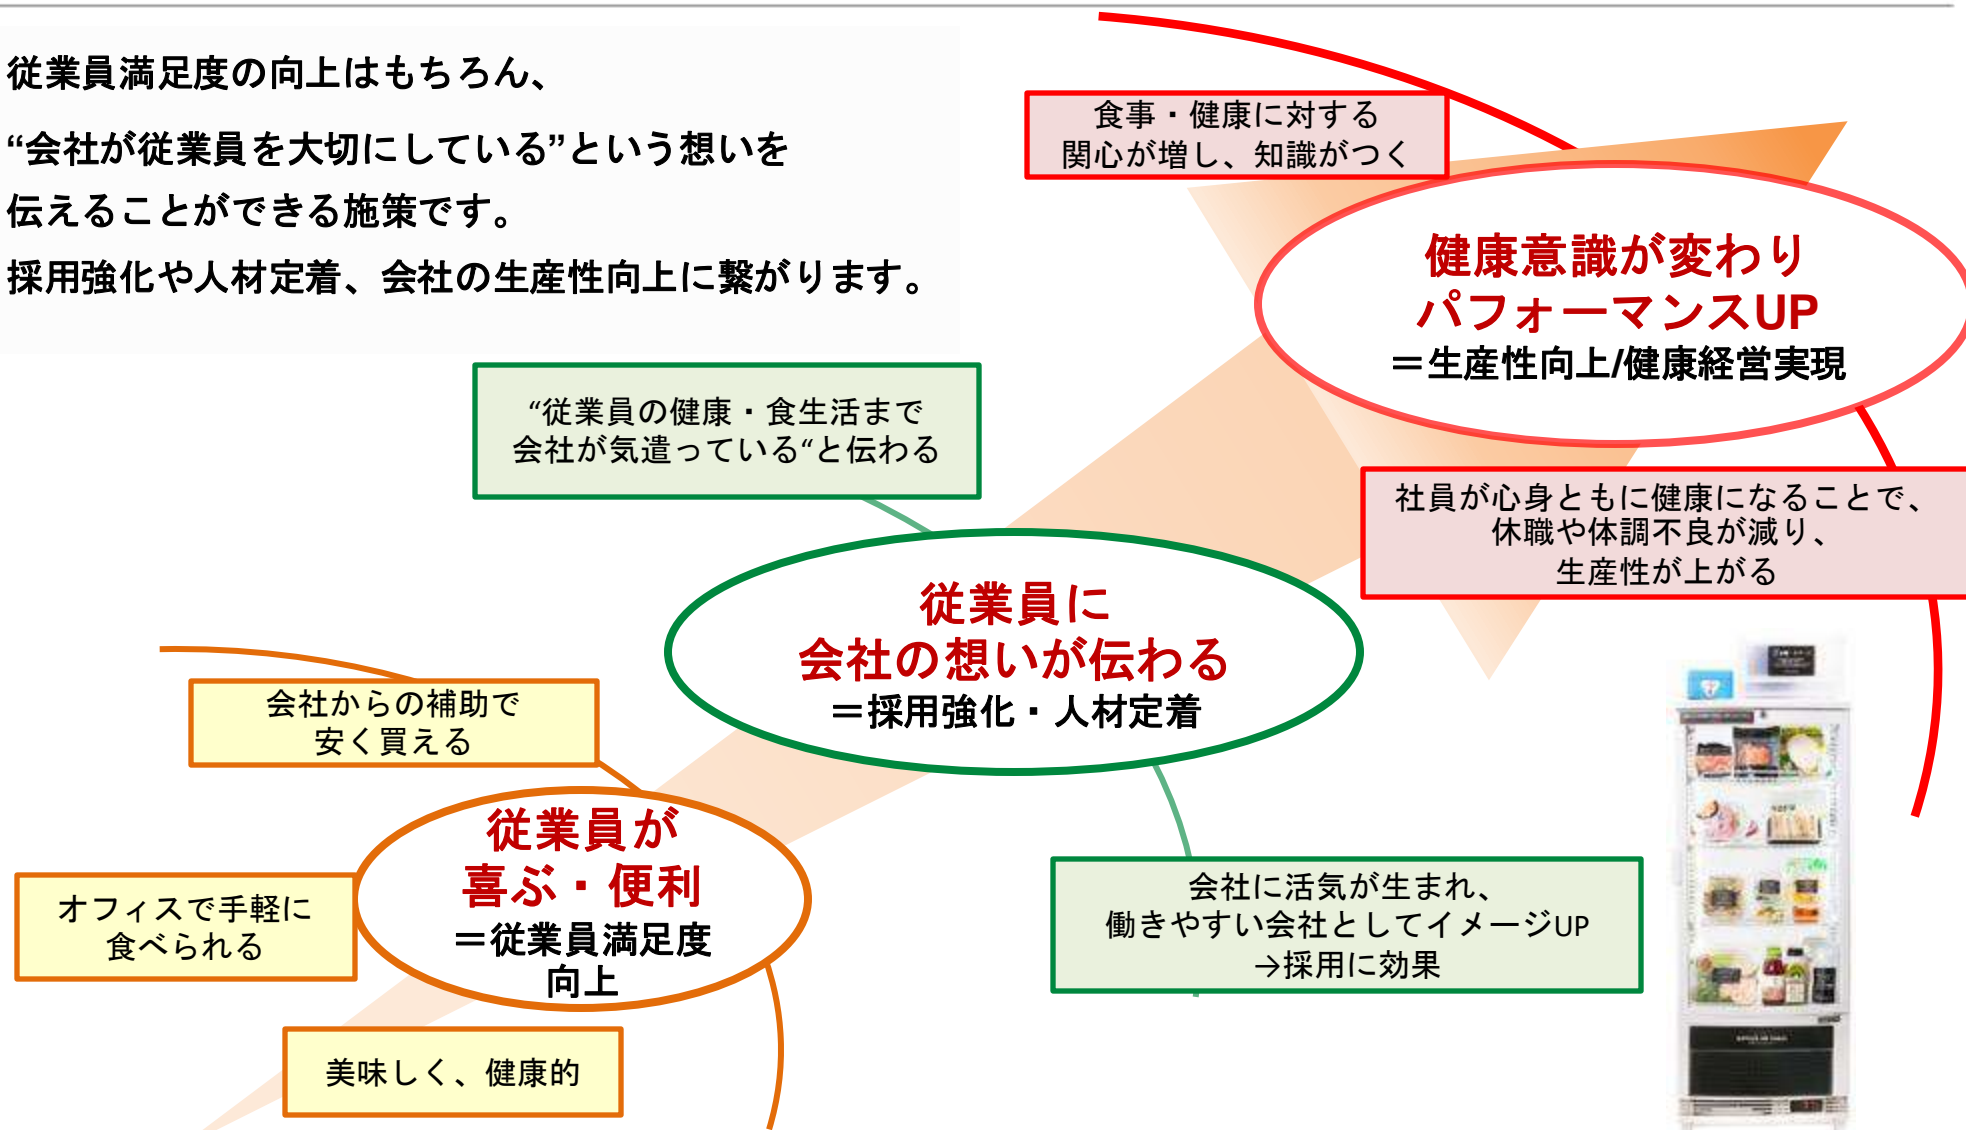 従業員満足度の向上はもちろん、
“会社が従業員を大切にしている”という想いを
伝えることができる施策です。
採用強化や人材定着、会社の生産性向上に繋がります。
食事・健康に対する
関心が増し、知識がつく
健康意識が変わり
パフォーマンスUP
＝生産性向上/健康経営実現
“従業員の健康・食生活まで
会社が気遣っている“と伝わる
社員が心身ともに健康になることで、
休職や体調不良が減り、
生産性が上がる
従業員に
会社の想いが伝わる
＝採用強化・人材定着
会社からの補助で
安く買える
従業員が
喜ぶ・便利
＝従業員満足度
向上
オフィスで手軽に
食べられる
会社に活気が生まれ、
働きやすい会社としてイメージUP
→採用に効果
美味しく、健康的